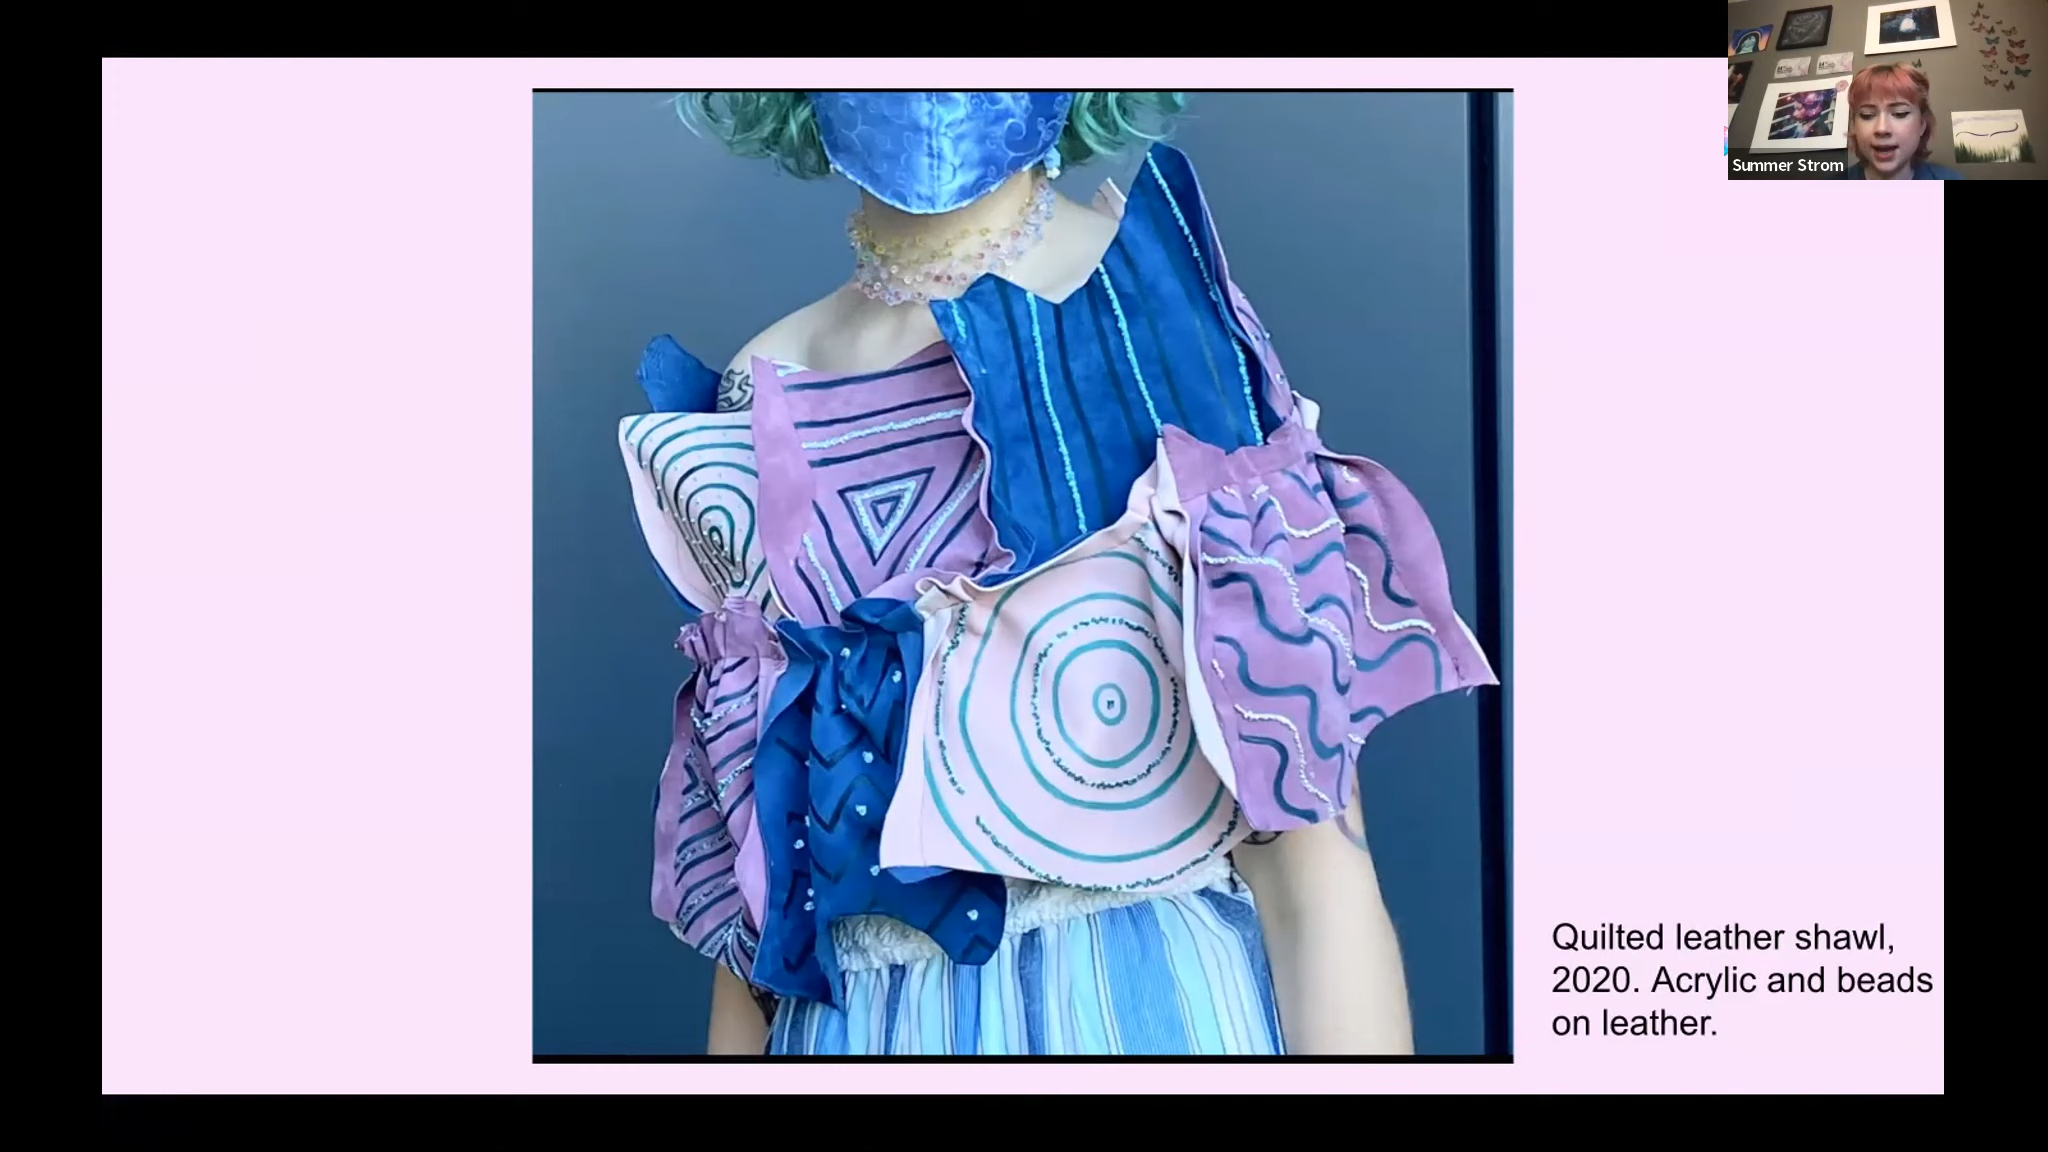 Summer Strom
Quilted leather shawl,
2020. Acrylic and beads
on leather.